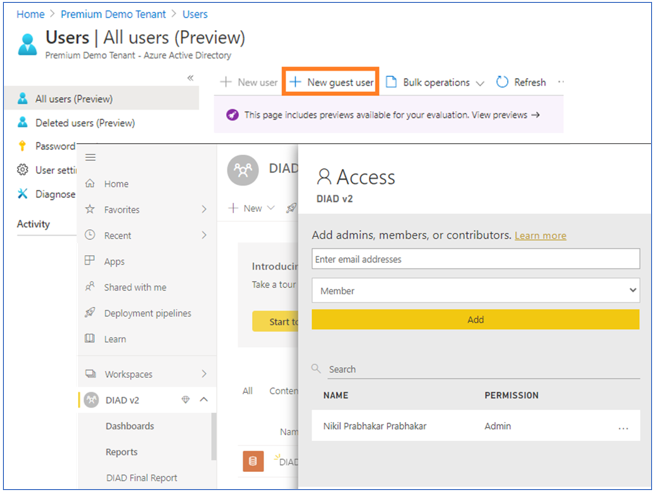 Home > Premium Demo Tenant > Users
Users | All users (Preview)
Premium Demo Tenant - Azure Active Directory
«
+ New user + New guest user Bulk operations Refresh ··
All users (Preview)
Deleted users (Preview)
Password
User setti
Diagnose
Activity
This page includes previews available for your evaluation. View previews →
Home
Favorites >
Recent >
Apps
Shared with me
Deployment pipelines
Learn
Workspaces >
DIAD v2
Dashboards
Reports
DIAD Final Report
DIAD
+ New
Introducin
Take a tour
Start to
All Conten
Nam
DIAD
Access
DIAD v2
Add admins, members, or contributors. Learn more
Enter email addresses
Member
Add
Search
NAME PERMISSION
Nikil Prabhakar Prabhakar Admin ...